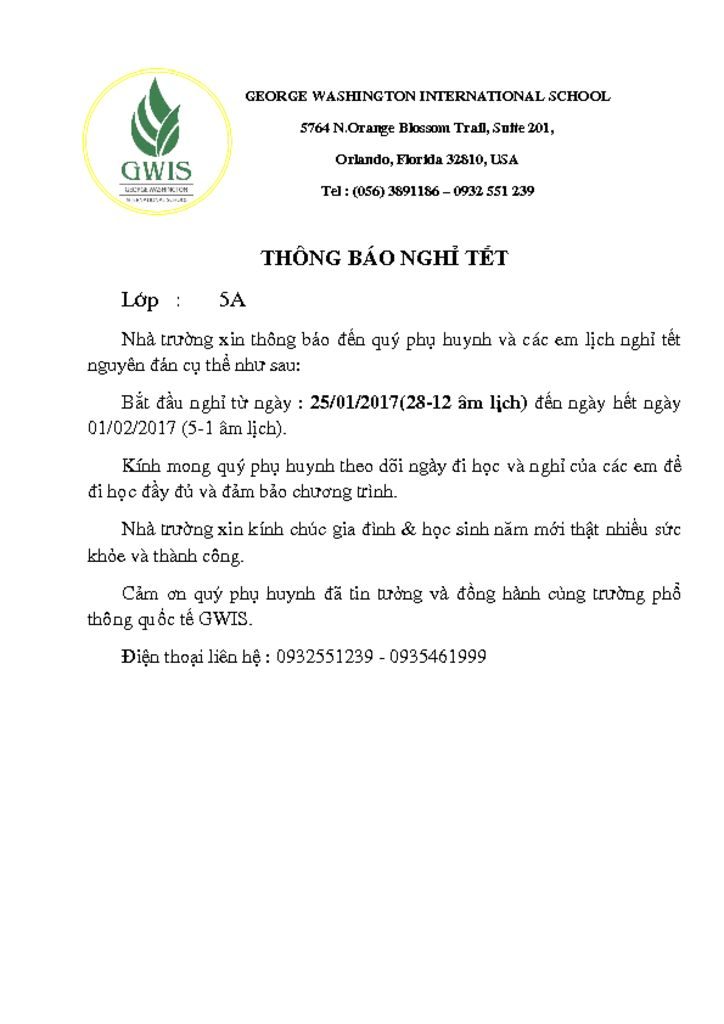 GWIS
GEORGE WASHINGTON
INTERNATIONAL SCHOOL
GEORGE WASHINGTON INTERNATIONAL SCHOOL
5764 N.Orange Blossom Trail, Suite 201,
Orlando, Florida 32810, USA
Tel : (056) 3891186 – 0932 551 239
THÔNG BÁO NGHỈ TẾT
Lớp : 5A
Nhà trường xin thông báo đến quý phụ huynh và các em lịch nghỉ tết
nguyên đán cụ thể như sau:
Bắt đầu nghỉ từ ngày : 25/01/2017(28-12 âm lịch) đến ngày hết ngày
01/02/2017 (5-1 âm lịch).
Kính mong quý phụ huynh theo dõi ngày đi học và nghỉ của các em để
đi học đầy đủ và đảm bảo chương trình.
Nhà trường xin kính chúc gia đình & học sinh năm mới thật nhiều sức
khỏe và thành công.
Cảm ơn quý phụ huynh đã tin tưởng và đồng hành cùng trường phổ
thông quốc tế GWIS.
Điện thoại liên hệ : 0932551239 - 0935461999